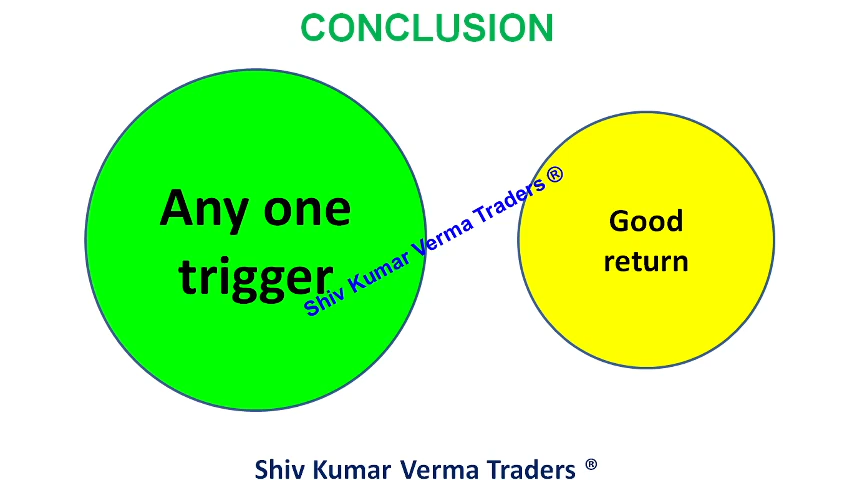 CONCLUSION
Any one
trigger
Good
return
Shiv Kumar Verma Traders ®
Shiv Kumar Verma Traders ®